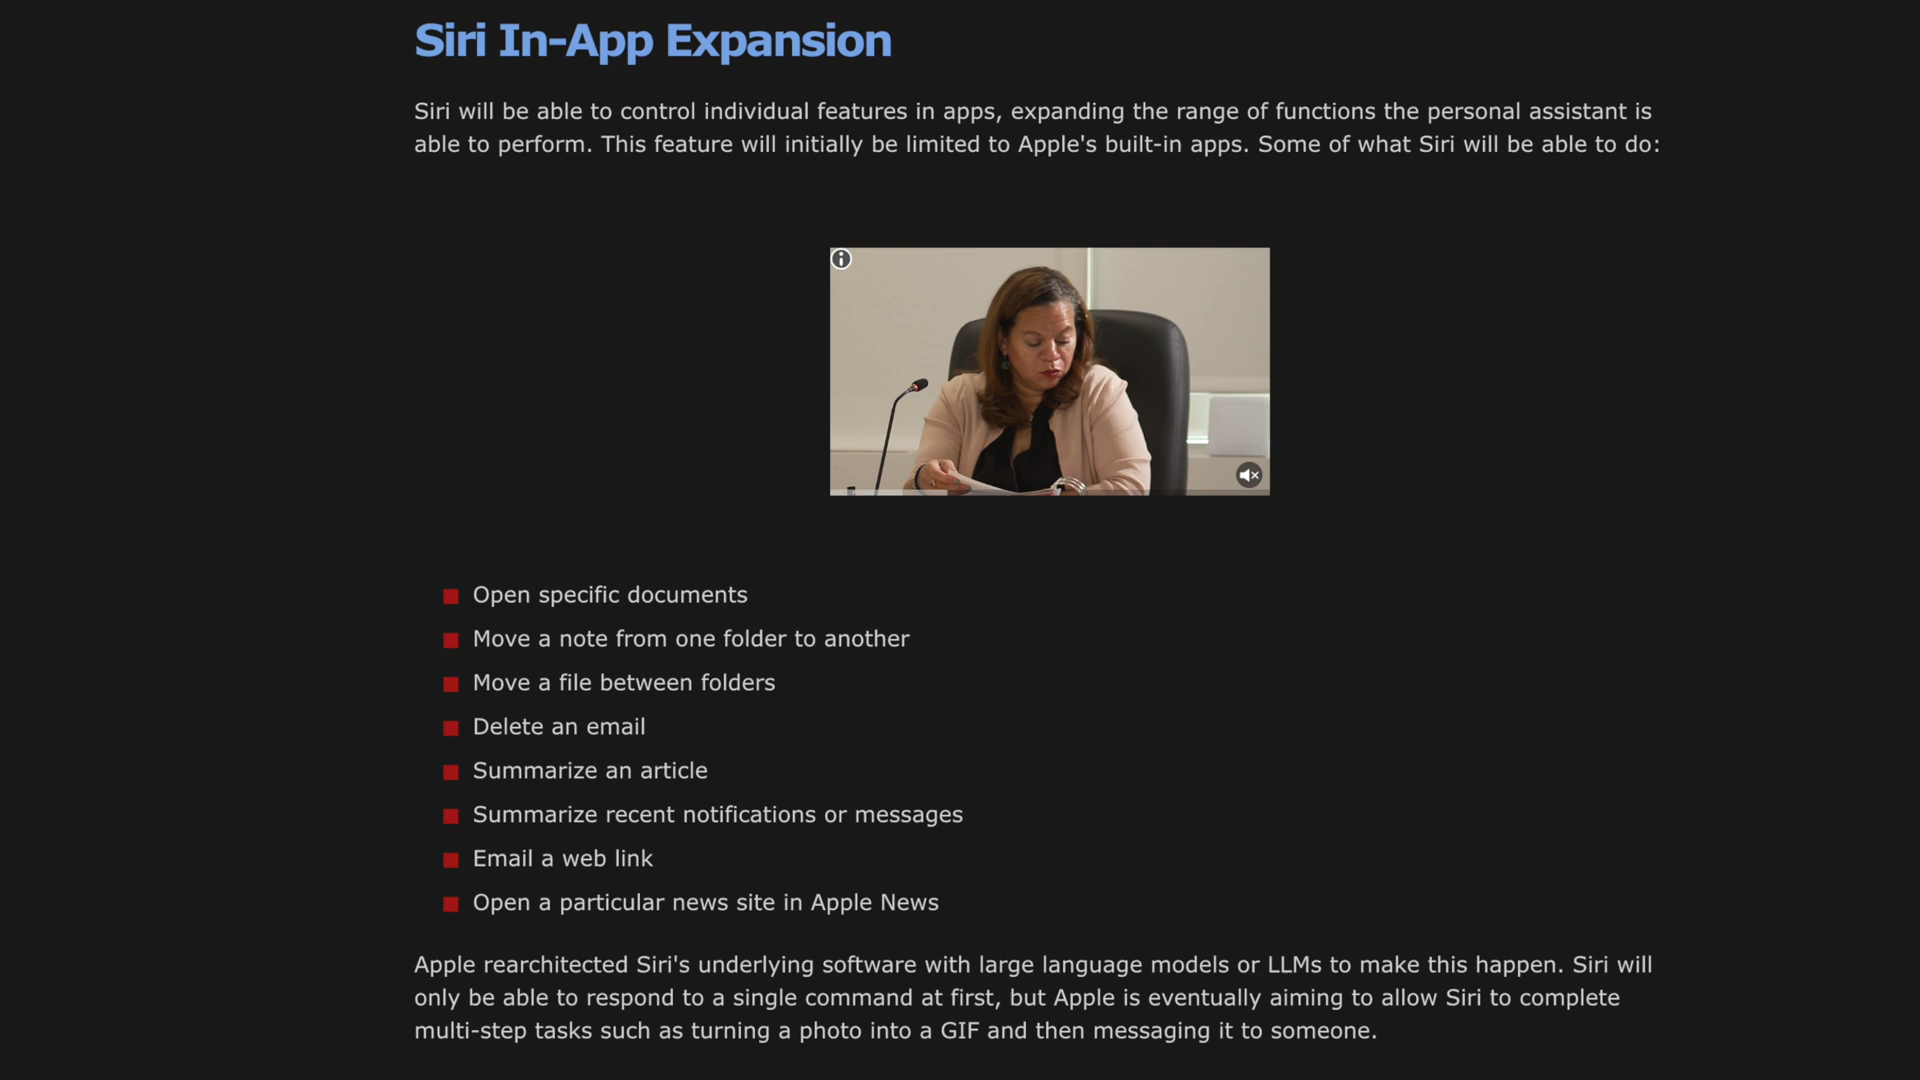 Siri In-App Expansion
Siri will be able to control individual features in apps, expanding the range of functions the personal assistant is
able to perform. This feature will initially be limited to Apple's built-in apps. Some of what Siri will be able to do:
Open specific documents
Move a note from one folder to another
Move a file between folders
Delete an email
Summarize an article
Summarize recent notifications or messages
Email a web link
Open a particular news site in Apple News
Apple rearchitected Siri's underlying software with large language models or LLMs to make this happen. Siri will
only be able to respond to a single command at first, but Apple is eventually aiming to allow Siri to complete
multi-step tasks such as turning a photo into a GIF and then messaging it to someone.